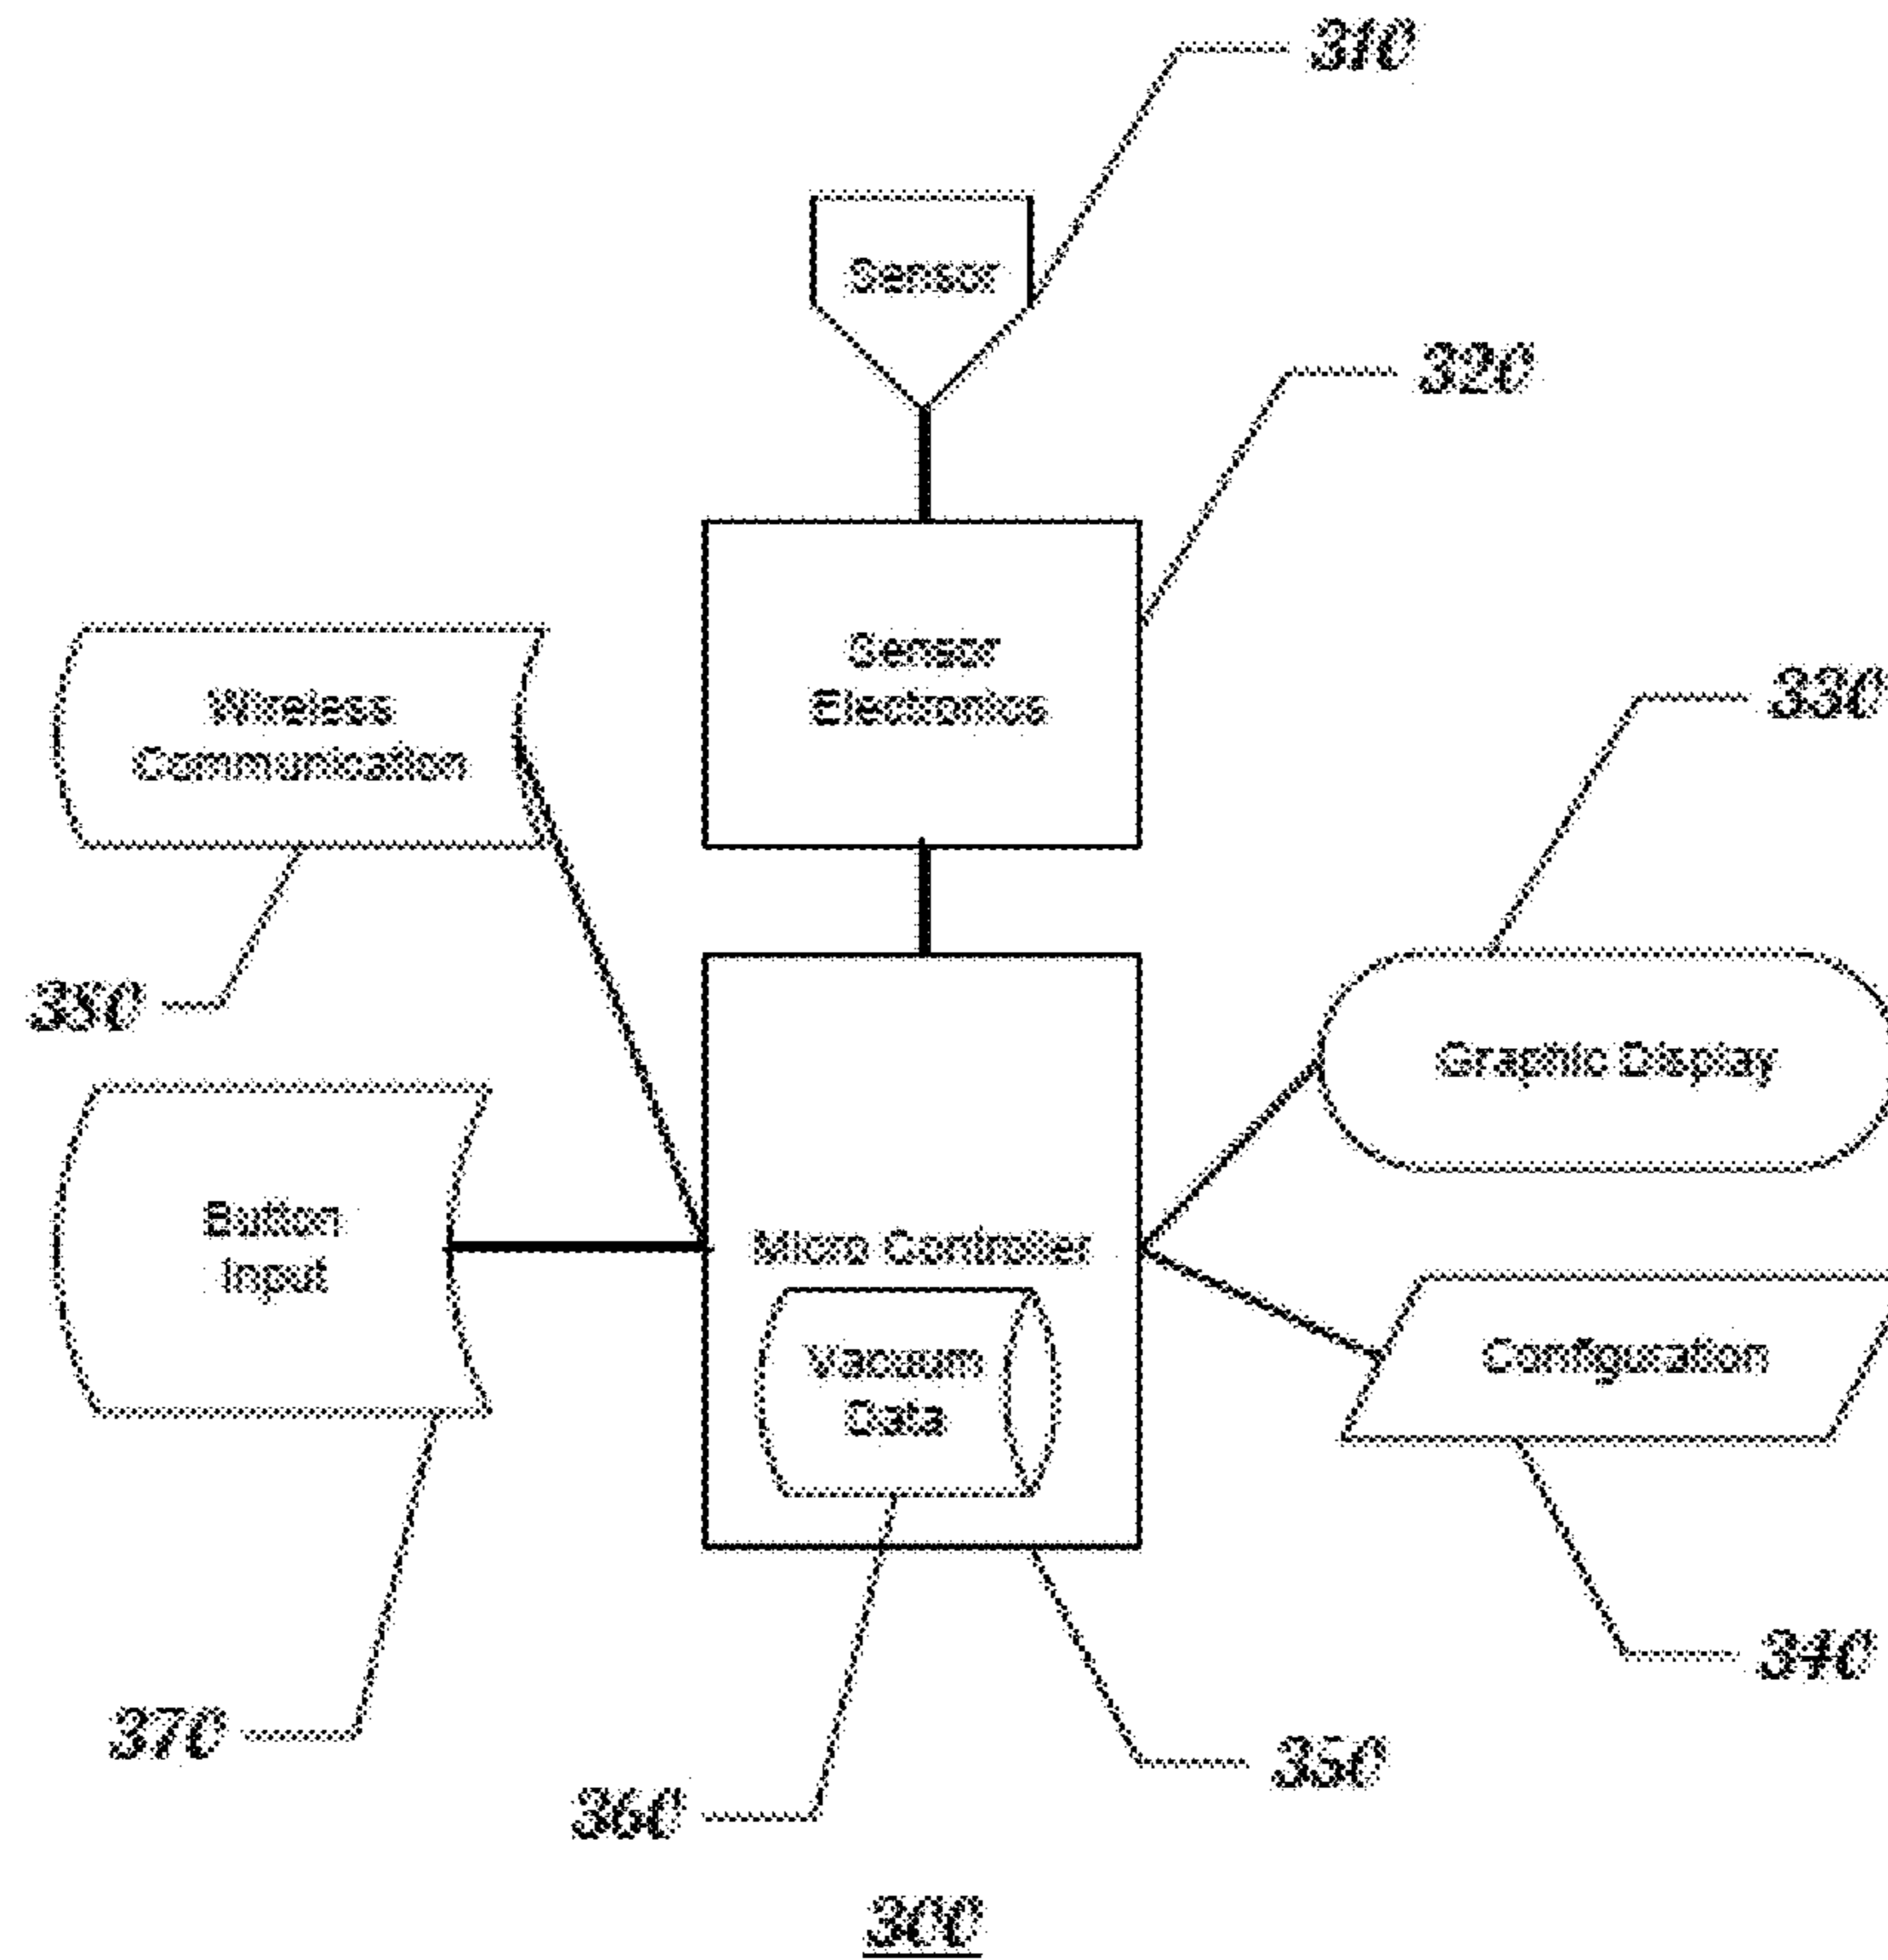 310
Sensor
320
Sensor
Electronics
330
Wireless
Communication
380
Graphic Display
Button
Input
Micro Controller
Configuration
Vacuum
Data
340
370
350
360
300